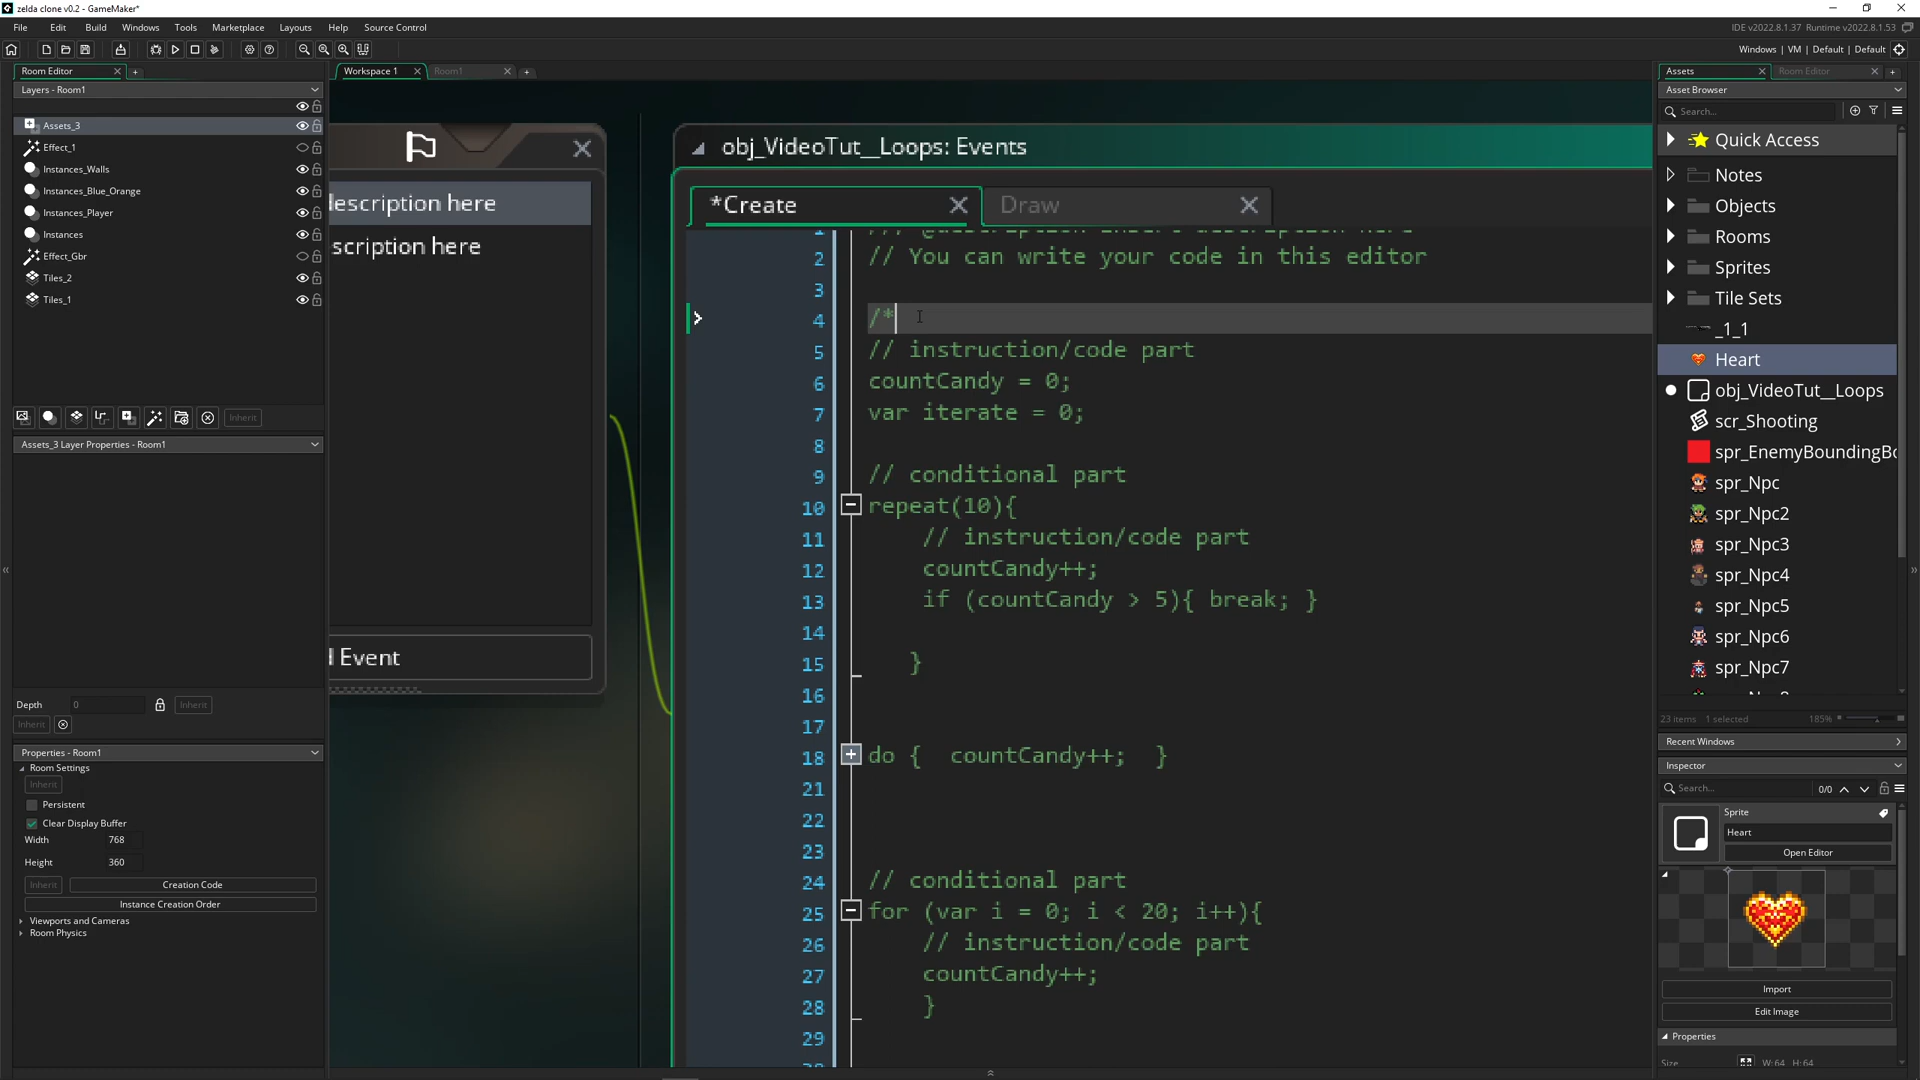 zelda clone v0.2 - GameMaker*
File Edit Build Windows Tools Marketplace Layouts Help Source Control
IDE v2022.8.1.37 Runtime v2022.8.1.53
Windows | VM | Default | Default
Room Editor
Layers - Room1
Assets_3
Effect_1
Instances_Walls
Instances_Blue_Orange
Instances_Player
Instances
Effect_Gbr
Tiles_2
Tiles_1
Inherit
Assets_3 Layer Properties - Room1
Depth 0 Inherit
Inherit
Properties - Room1
Room Settings
Inherit
Persistent
Clear Display Buffer
Width 768
Height 360
Inherit Creation Code
Instance Creation Order
Viewports and Cameras
Room Physics
Workspace 1 Room1
escription here
scription here
Event
obj_VideoTut__Loops: Events
*Create Draw
2 // You can write your code in this editor
3
4 /*
5 // instruction/code part
6 countCandy = 0;
7 var iterate = 0;
8
9 // conditional part
10 repeat(10){
11 // instruction/code part
12 countCandy++;
13 if (countCandy > 5){ break; }
14
15 }
16
17
18 do { countCandy++; }
21
22
23
24 // conditional part
25 for (var i = 0; i < 20; i++){
26 // instruction/code part
27 countCandy++;
28 }
29
Assets Room Editor
Asset Browser
Search...
Quick Access
Notes
Objects
Rooms
Sprites
Tile Sets
_1_1
Heart
obj_VideoTut__Loops
scr_Shooting
spr_EnemyBoundingBo
spr_Npc
spr_Npc2
spr_Npc3
spr_Npc4
spr_Npc5
spr_Npc6
spr_Npc7
23 items 1 selected 185%
Recent Windows
Inspector
Search... 0/0
Sprite
Heart
Open Editor
Import
Edit Image
Properties
Size W:64 H:64